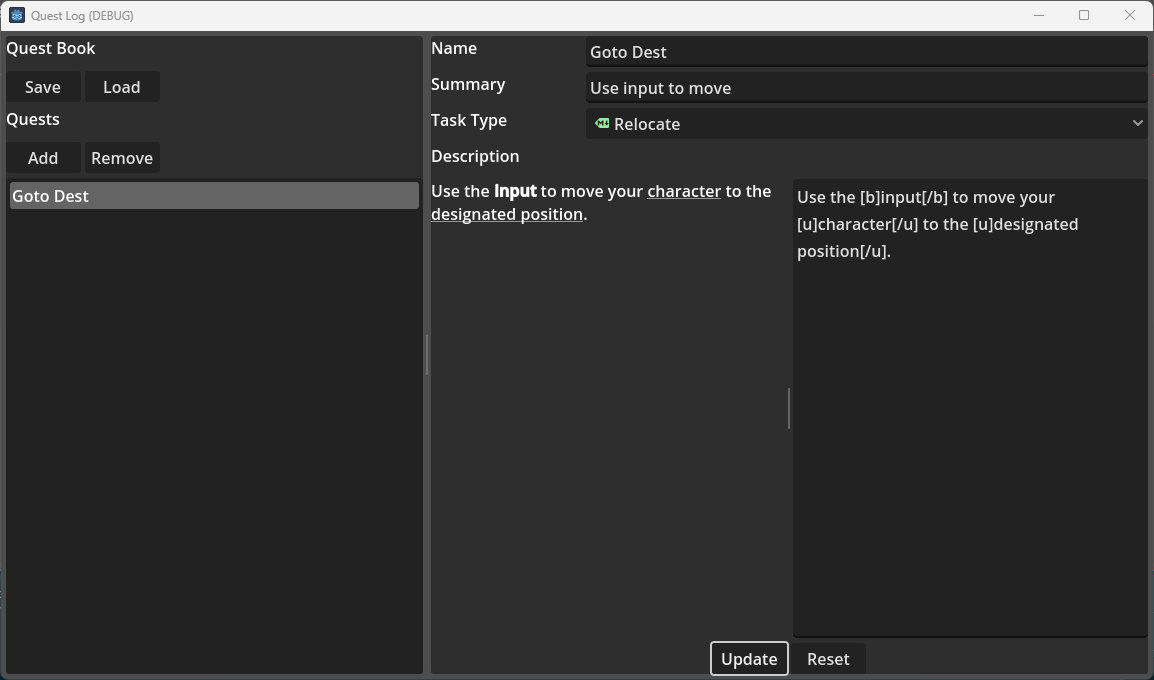 Quest Log (DEBUG)
Quest Book
Save Load
Quests
Add Remove
Goto Dest
Name Goto Dest
Summary Use input to move
Task Type Relocate
Description
Use the input to move your character to the
designated position.
Use the [b]input[/b] to move your
[u]character[/u] to the [u]designated
position[/u].
Update Reset